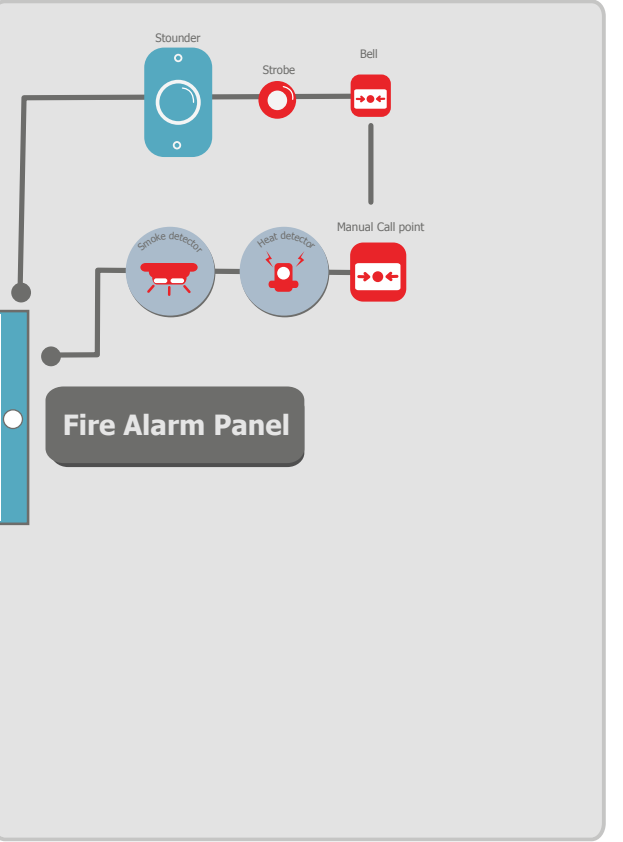 Stounder
Strobe
Bell
Smoke detector
Heat detector
Manual Call point
Fire Alarm Panel